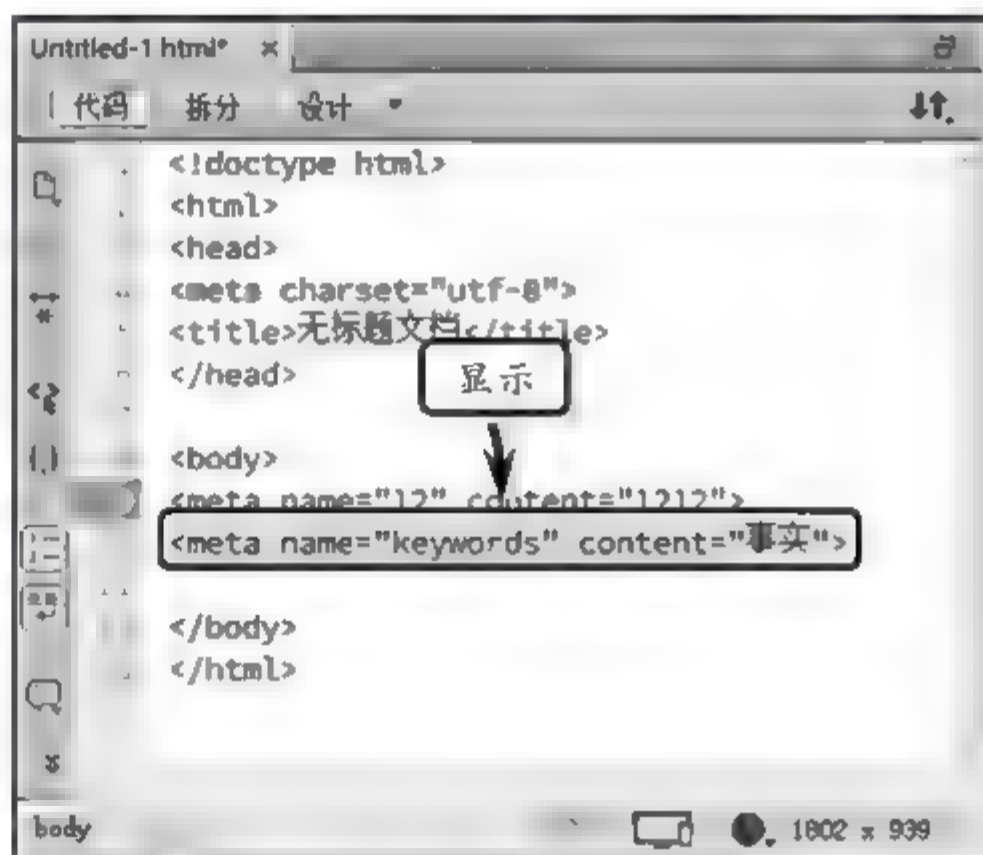 Untitled-1 html* ×
代码 拆分 设计
<!doctype html>
<html>
<head>
<meta charset="utf-8">
<title>无标题文档</title>
</head>
显示
<body>
<meta name="12" content="1212">
<meta name="keywords" content="事实">
</body>
</html>
body 1802 x 939